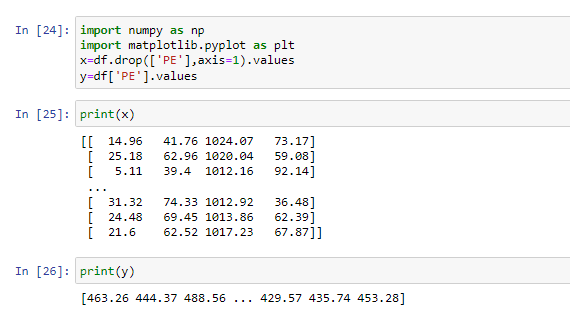 In [24]: import numpy as np
import matplotlib.pyplot as plt
x=df.drop(['PE'],axis=1).values
y=df['PE'].values
In [25]: print(x)
[[  14.96   41.76 1024.07   73.17]
 [  25.18   62.96 1020.04   59.08]
 [   5.11   39.4  1012.16   92.14]
 ...
 [  31.32   74.33 1012.92   36.48]
 [  24.48   69.45 1013.86   62.39]
 [  21.6    62.52 1017.23   67.87]]
In [26]: print(y)
[463.26 444.37 488.56 ... 429.57 435.74 453.28]